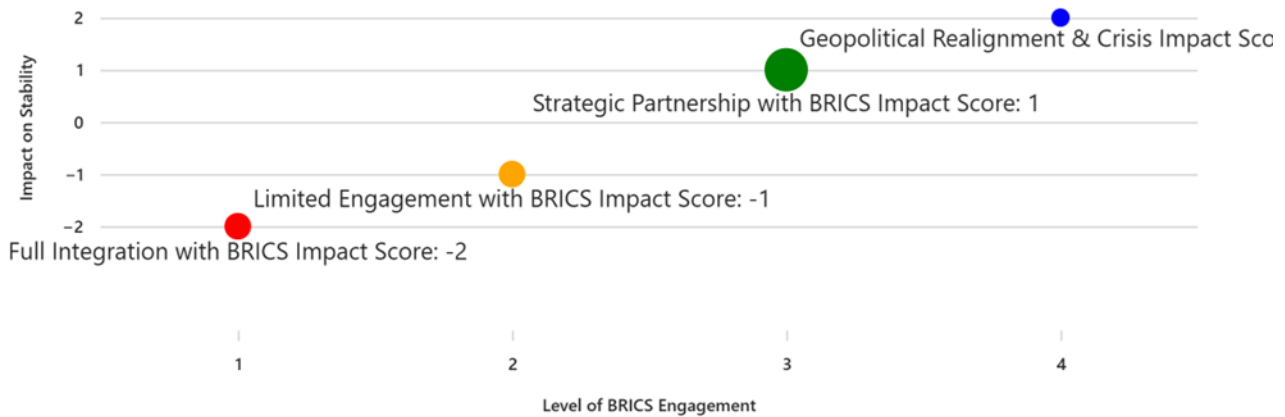 2
Geopolitical Realignment & Crisis Impact Sco
1
Strategic Partnership with BRICS Impact Score: 1
0
Impact on Stability
−1
Limited Engagement with BRICS Impact Score: -1
−2
Full Integration with BRICS Impact Score: -2
1 2 3 4
Level of BRICS Engagement